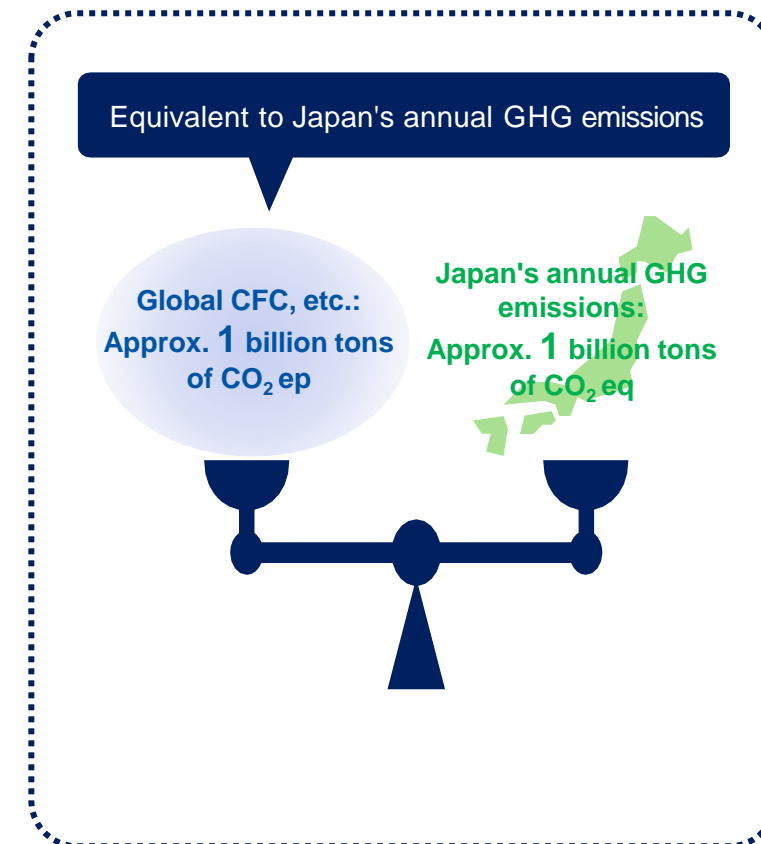 Equivalent to Japan's annual GHG emissions
Global CFC, etc.:
Approx. 1 billion tons
of CO₂ ep
Japan's annual GHG
emissions:
Approx. 1 billion tons
of CO₂ eq